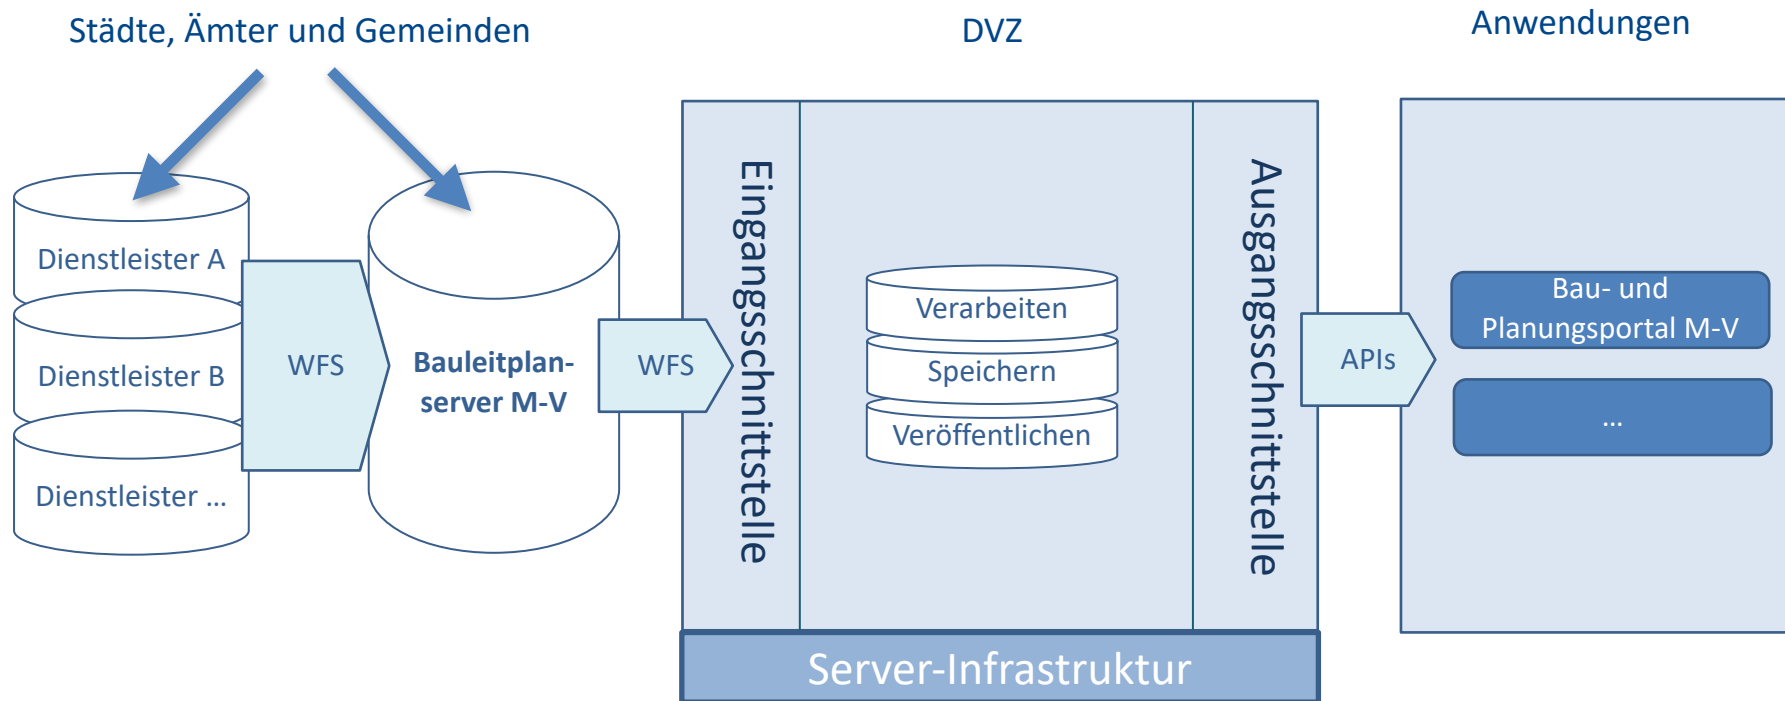 Städte, Ämter und Gemeinden
DVZ
Anwendungen
Dienstleister A
Dienstleister B
Dienstleister ...
WFS
Bauleitplan-
server M-V
WFS
Eingangsschnittstelle
Verarbeiten
Speichern
Veröffentlichen
Ausgangsschnittstelle
APIs
Bau- und
Planungsportal M-V
...
Server-Infrastruktur